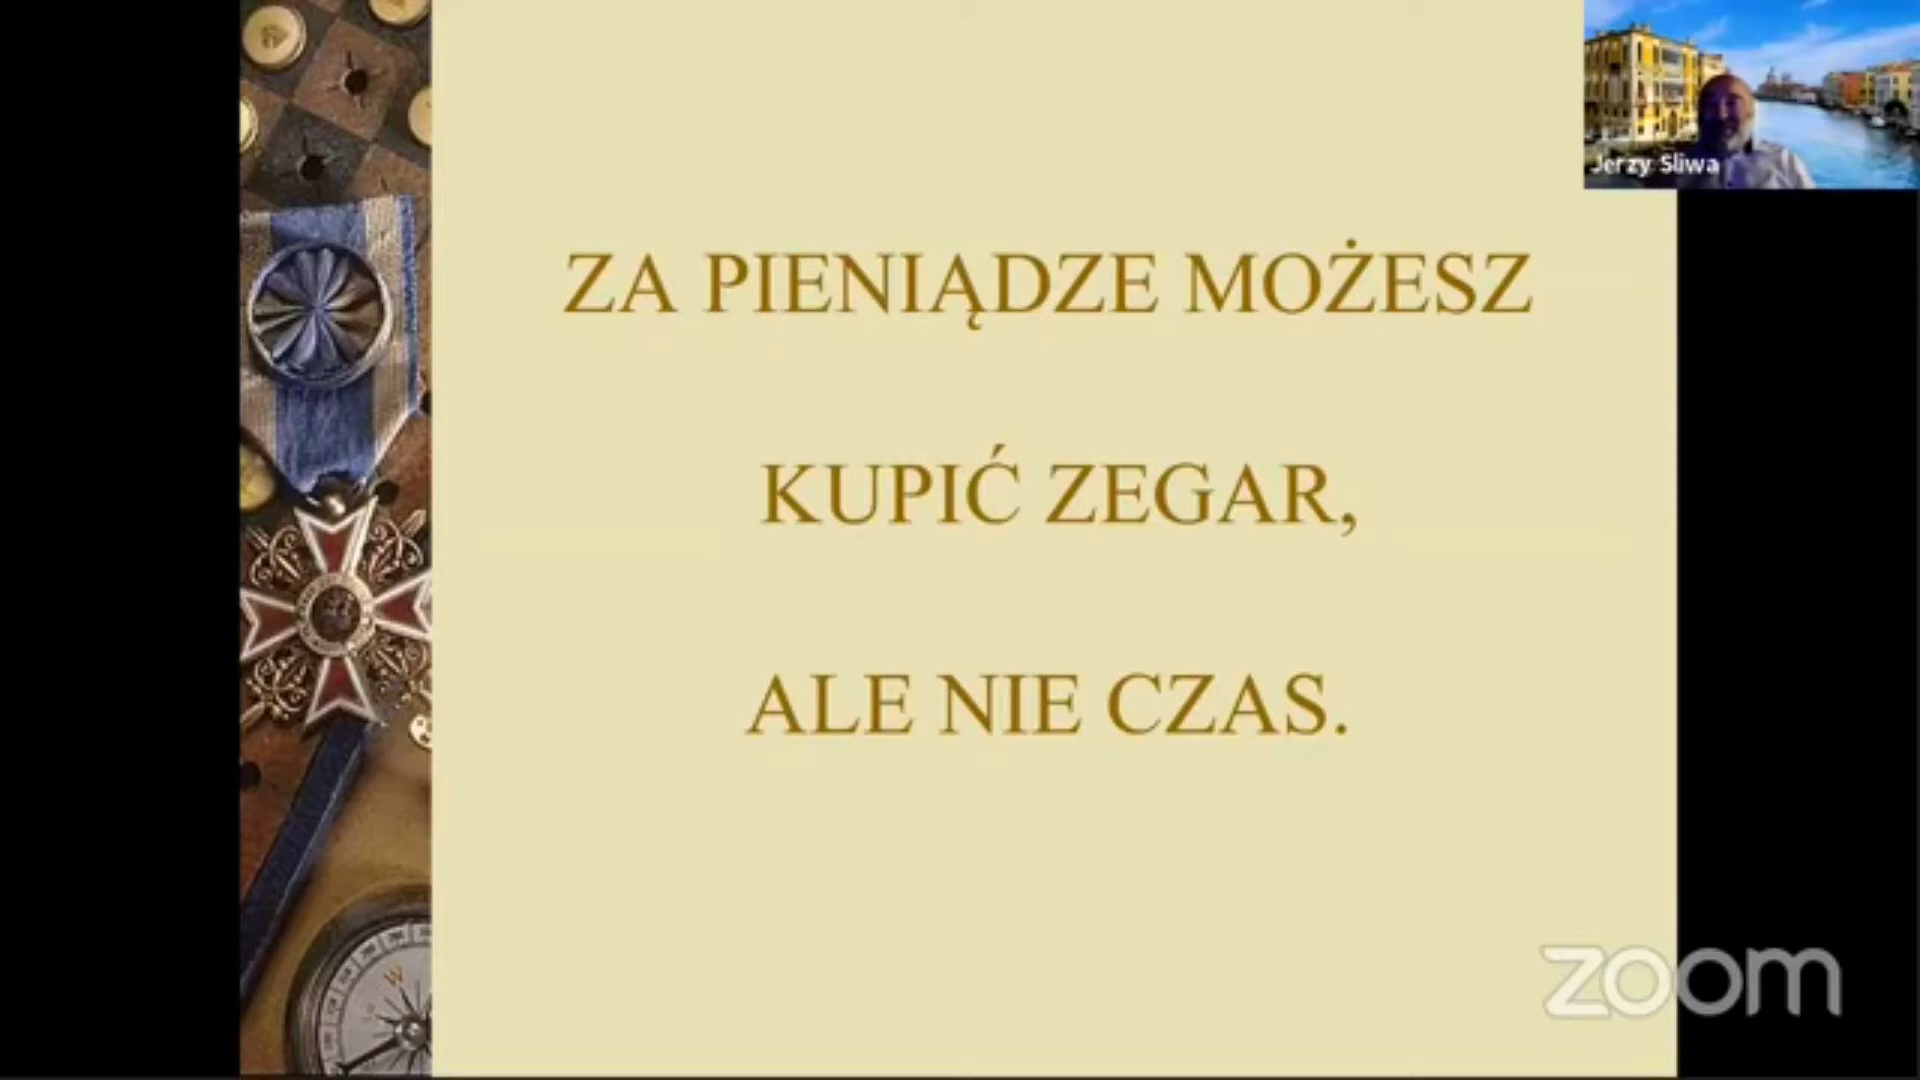 Jerzy Sliwa
ZA PIENIĄDZE MOŻESZ
KUPIĆ ZEGAR,
ALE NIE CZAS.
W
zoom